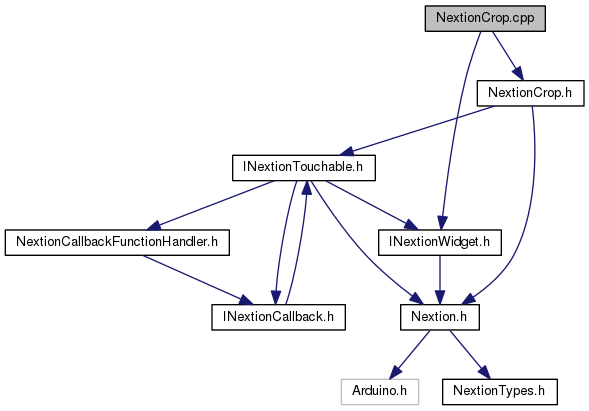 NextionCrop.cpp
NextionCrop.h
INextionTouchable.h
NextionCallbackFunctionHandler.h
INextionWidget.h
INextionCallback.h
Nextion.h
Arduino.h
NextionTypes.h